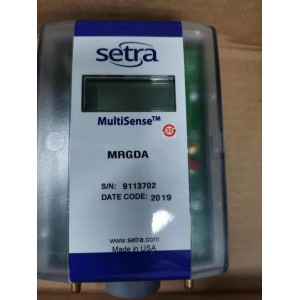 setra
MultiSense™
MRGDA
S/N: 9113702
DATE CODE: 2019
www.setra.com
Made in USA